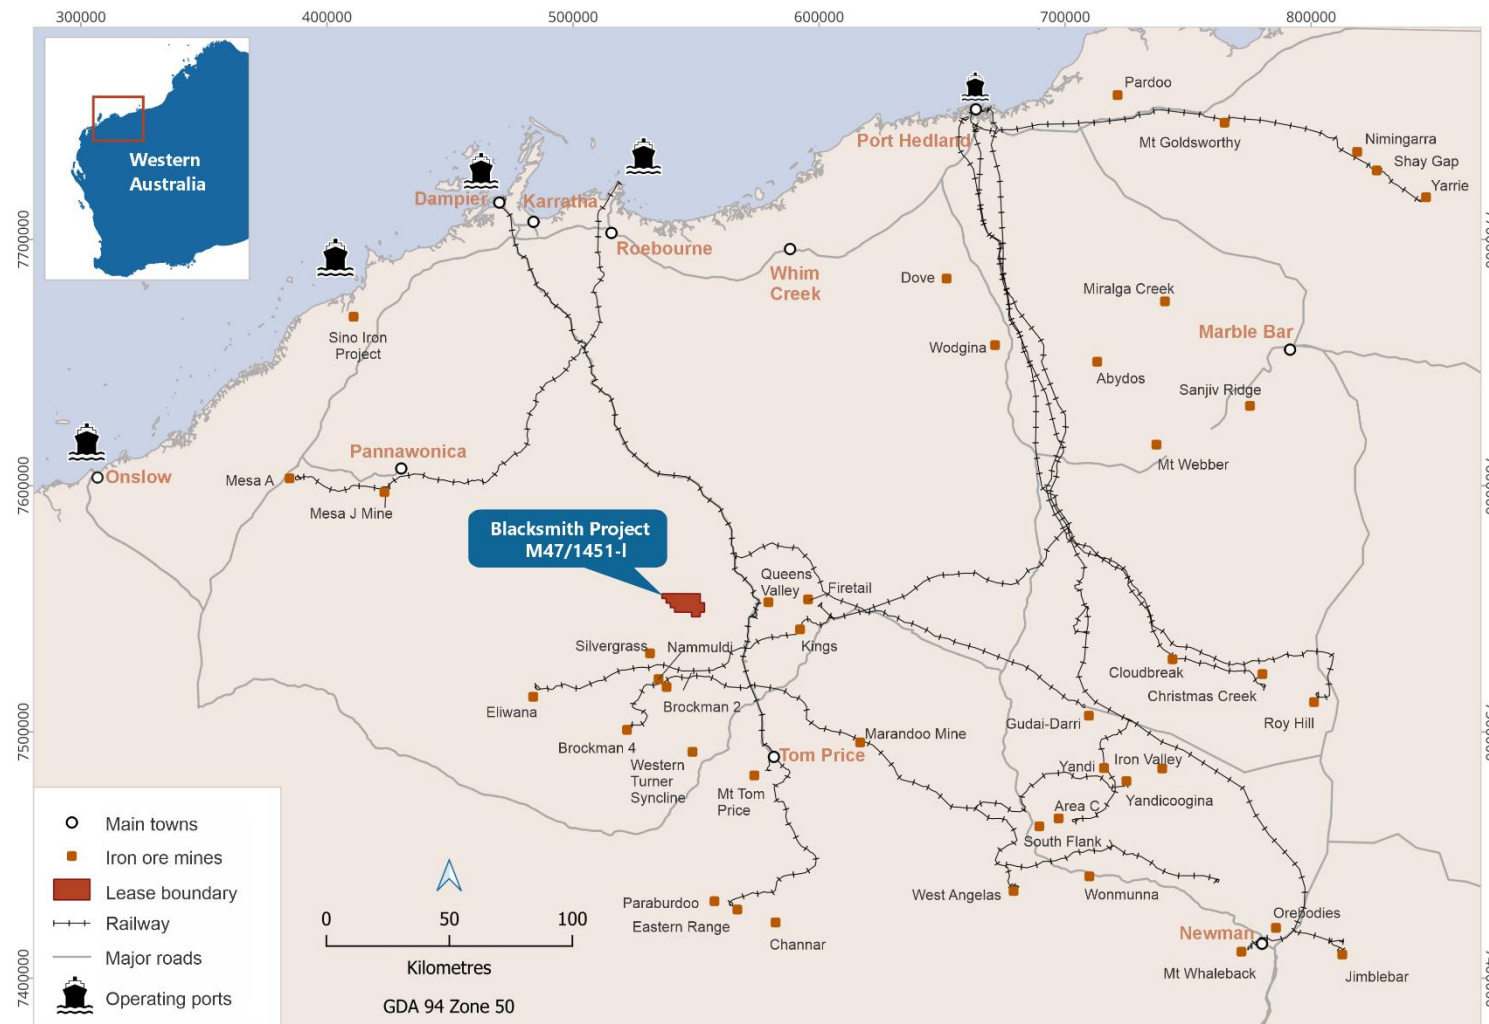 300000
400000
500000
600000
700000
800000
Western
Australia
Pardoo
Port Hedland
Mt Goldsworthy
Nimingarra
Shay Gap
Yarrie
Dampier
Karratha
Roebourne
Whim
Creek
7700000
Dove
Miralga Creek
Sino Iron
Project
Wodgina
Marble Bar
Abydos
Sanjiv Ridge
Pannawonica
Onslow
Mesa A
Mt Webber
Mesa J Mine
7600000
Blacksmith Project
M47/1451-I
Queens
Valley
Firetail
Silvergrass
Nammuldi
Kings
Cloudbreak
Christmas Creek
Eliwana
Brockman 2
Roy Hill
Gudai-Darri
7500000
Brockman 4
Marandoo Mine
Tom Price
Western
Turner
Syncline
Yandi
Iron Valley
Mt Tom
Price
Yandicoogina
Area C
South Flank
Main towns
Iron ore mines
Lease boundary
Railway
Major roads
Operating ports
West Angelas
Wonmunna
Paraburdoo
Eastern Range
Channar
Orebodies
Newman
Mt Whaleback
Jimblebar
7400000
0
50
100
Kilometres
GDA 94 Zone 50